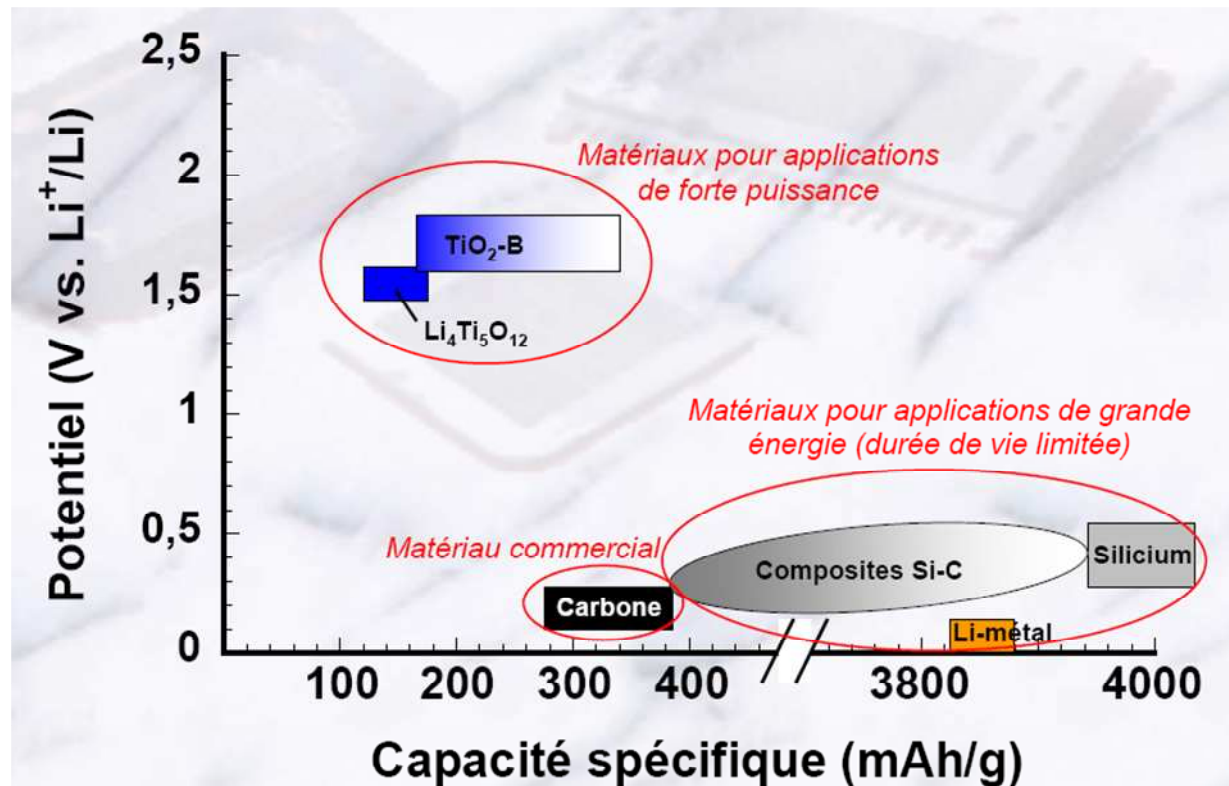 2,5
Matériaux pour applications
de forte puissance
2
TiO₂-B
1,5
Li₄Ti₅O₁₂
Potentiel (V vs. Li⁺/Li)
1
Matériaux pour applications de grande
énergie (durée de vie limitée)
0,5
Matériau commercial
Composites Si-C
Silicium
Carbone
Li-métal
0
100 200 300 400 3800 4000
Capacité spécifique (mAh/g)